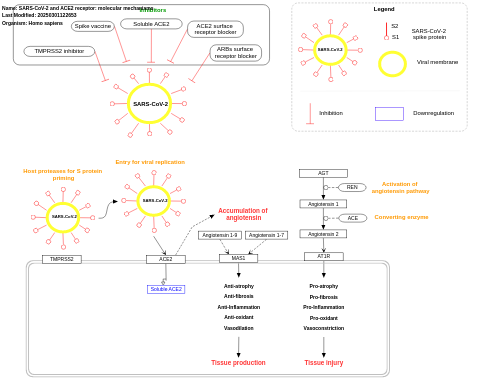 Name: SARS-CoV-2 and ACE2 receptor: molecular mechanisms
Last Modified: 20250301122653
Organism: Homo sapiens
Inhibitors
Spike vaccine
Soluble ACE2
ACE2 surface
receptor blocker
TMPRSS2 inhibitor
ARBs surface
receptor blocker
SARS-CoV-2
Legend
SARS-CoV-2
S2
S1
SARS-CoV-2
spike protein
Viral membrane
Inhibition
Downregulation
Host proteases for S protein
priming
SARS-CoV-2
Entry for viral replication
SARS-CoV-2
Accumulation of
angiotensin
Angiotensin 1-9
Angiotensin 1-7
AGT
REN
Activation of
angiotensin pathway
Angiotensin 1
ACE
Converting enzyme
Angiotensin 2
TMPRSS2
ACE2
MAS1
AT1R
Soluble ACE2
Anti-atrophy
Anti-fibrosis
Anti-Inflammation
Anti-oxidant
Vasodilation
Pro-atrophy
Pro-fibrosis
Pro-Inflammation
Pro-oxidant
Vasoconstriction
Tissue production
Tissue injury